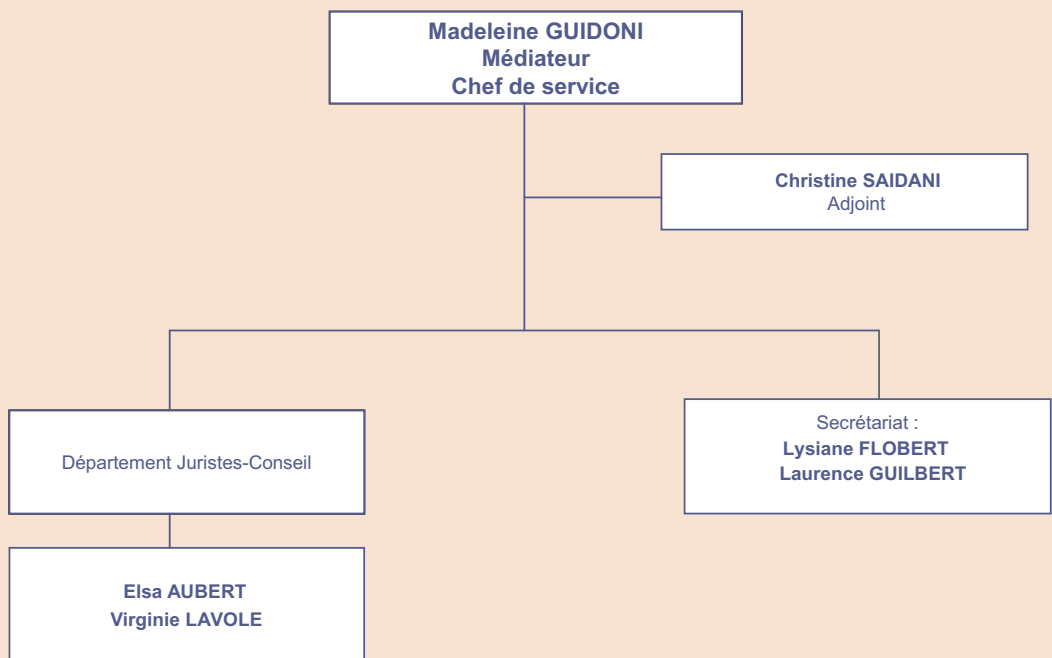 Madeleine GUIDONI
Médiateur
Chef de service
Christine SAIDANI
Adjoint
Département Juristes-Conseil
Secrétariat :
Lysiane FLOBERT
Laurence GUILBERT
Elsa AUBERT
Virginie LAVOLE